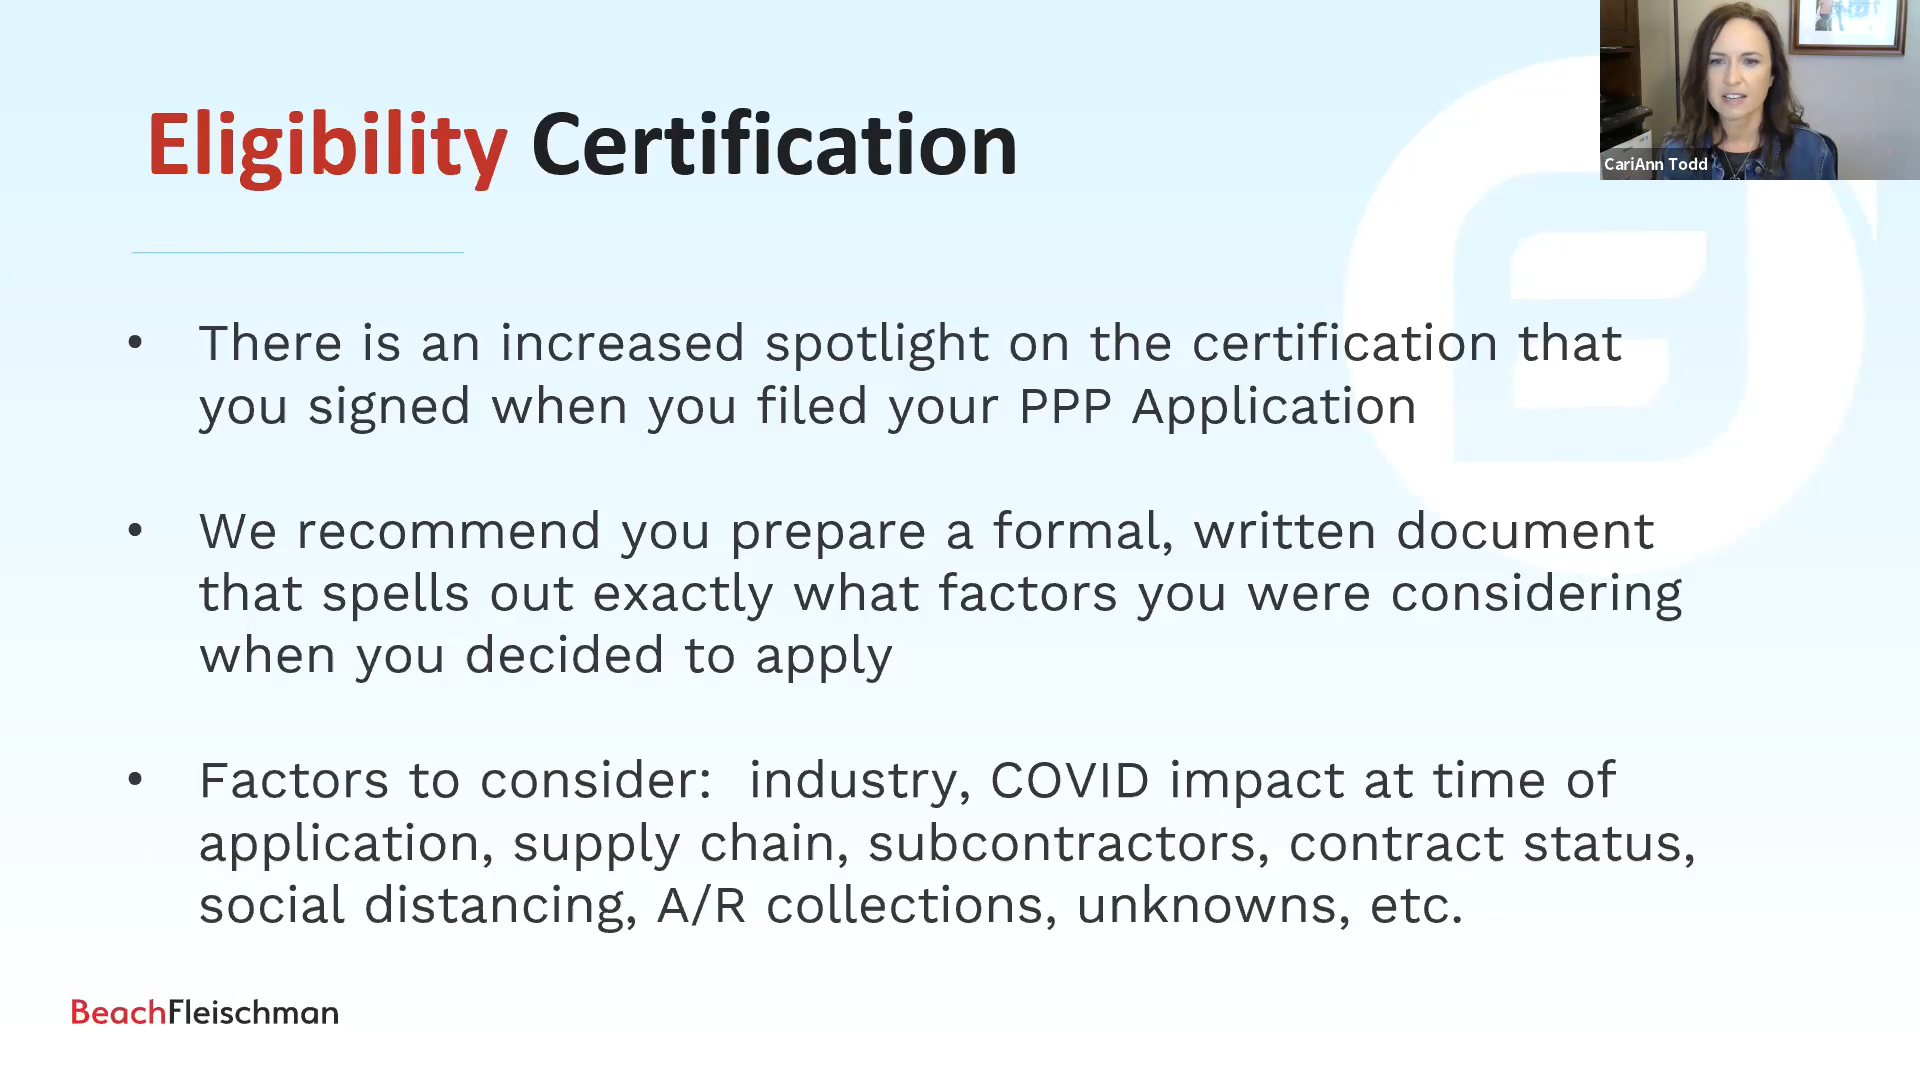 Eligibility Certification
CariAnn Todd
• There is an increased spotlight on the certification that
you signed when you filed your PPP Application
• We recommend you prepare a formal, written document
that spells out exactly what factors you were considering
when you decided to apply
• Factors to consider:  industry, COVID impact at time of
application, supply chain, subcontractors, contract status,
social distancing, A/R collections, unknowns, etc.
BeachFleischman